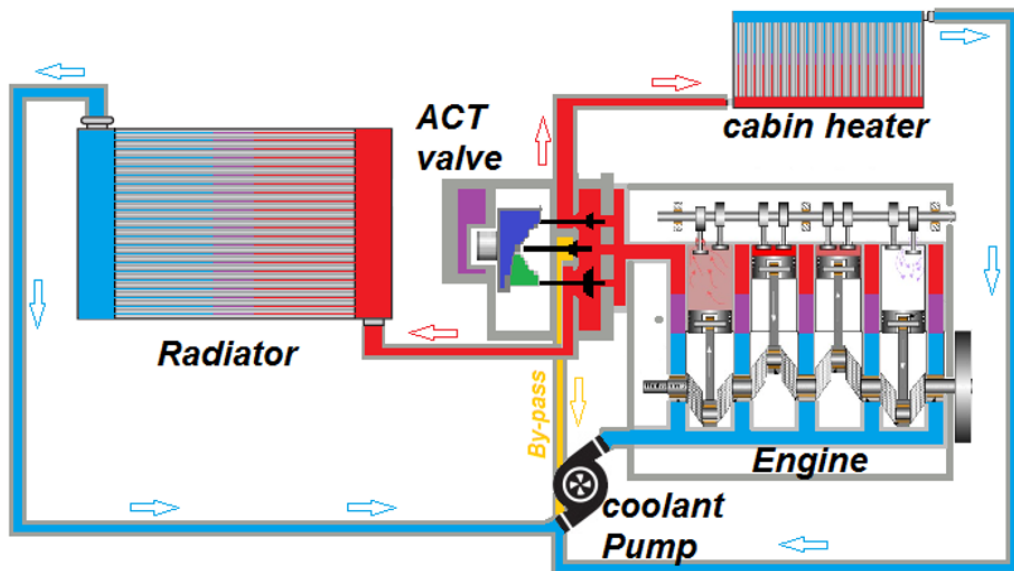 ACT
valve
cabin heater
Radiator
By-pass
Engine
coolant
Pump